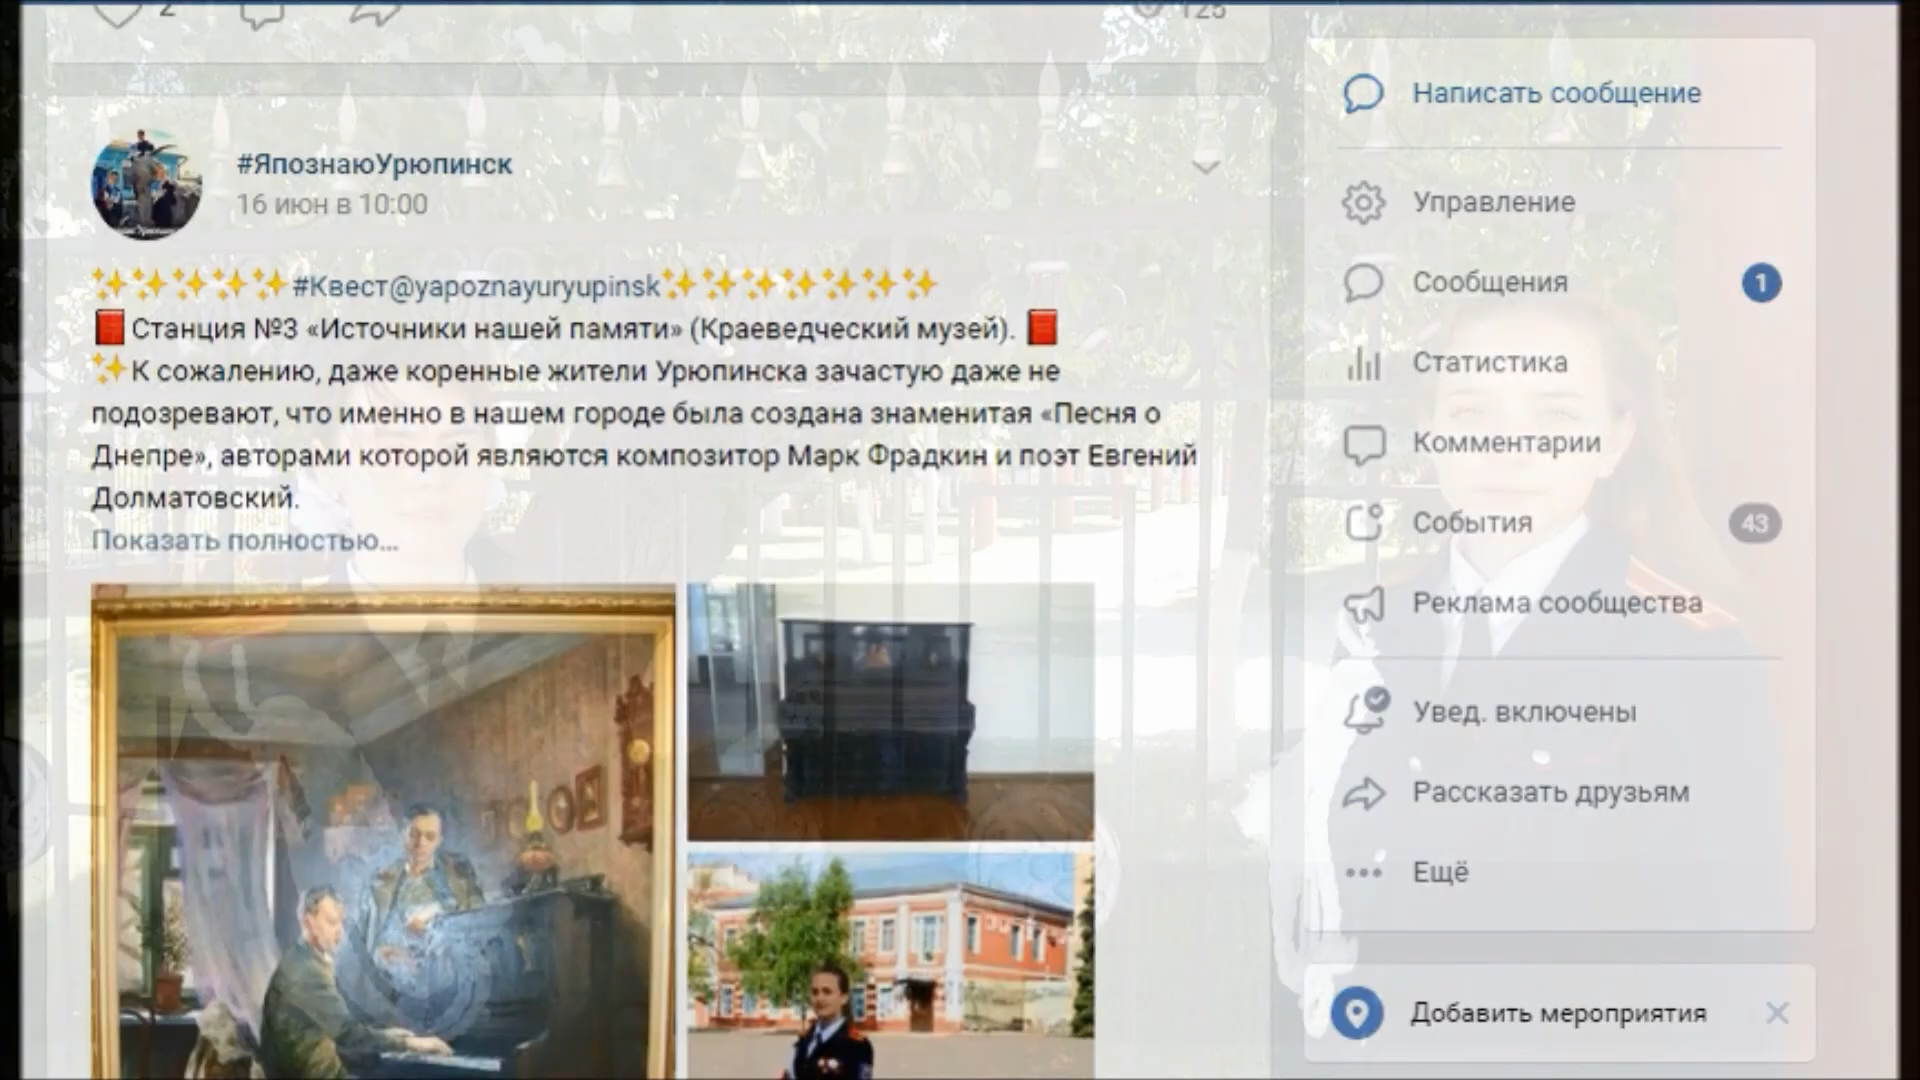 2
125
#ЯпознаюУрюпинск
16 июн в 10:00
#Квест@yapoznayuryupinsk
Станция №3 «Источники нашей памяти» (Краеведческий музей).
К сожалению, даже коренные жители Урюпинска зачастую даже не
подозревают, что именно в нашем городе была создана знаменитая «Песня о
Днепре», авторами которой являются композитор Марк Фрадкин и поэт Евгений
Долматовский.
Показать полностью...
Написать сообщение
Управление
Сообщения 1
Статистика
Комментарии
События 43
Реклама сообщества
Увед. включены
Рассказать друзьям
Ещё
Добавить мероприятия